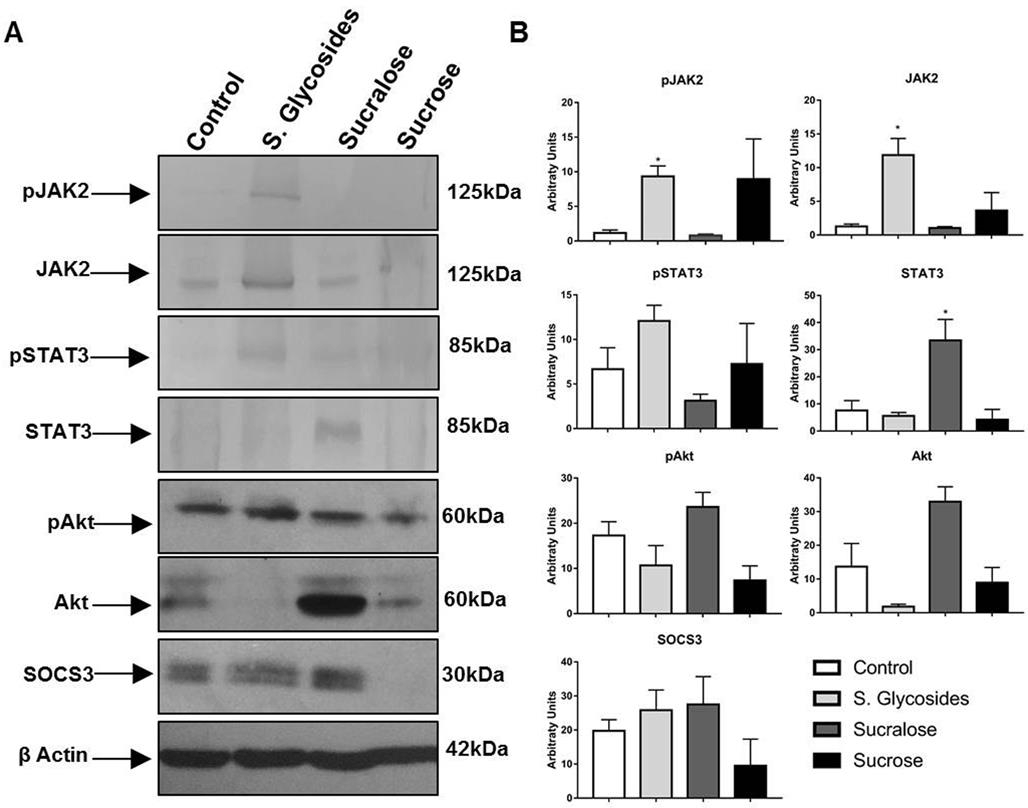 A
Control
S. Glycosides
Sucralose
Sucrose
pJAK2
125kDa
JAK2
125kDa
pSTAT3
85kDa
STAT3
85kDa
pAkt
60kDa
Akt
60kDa
SOCS3
30kDa
β Actin
42kDa
B
pJAK2
Arbitraty Units
20
15
10
5
0
*
JAK2
Arbitrary Units
20
15
10
5
0
*
pSTAT3
Arbitraty Units
15
10
5
0
STAT3
Arbitrary Units
50
40
30
20
10
0
*
pAkt
Arbitraty Units
30
20
10
0
Akt
Arbitraty Units
40
30
20
10
0
SOCS3
Arbitraty Units
40
30
20
10
0
Control
S. Glycosides
Sucralose
Sucrose